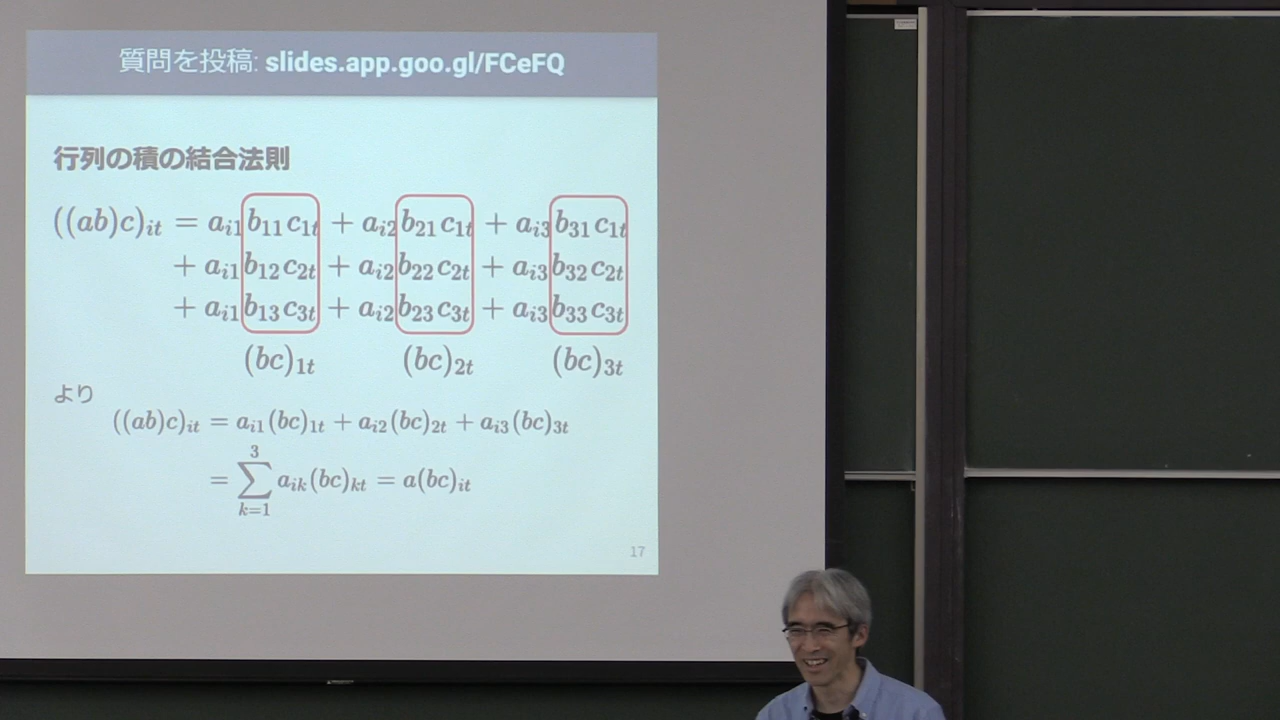 質問を投稿: slides.app.goo.gl/FCeFQ
行列の積の結合法則
((ab)c)_{it} = a_{i1}b_{11}c_{1t} + a_{i2}b_{21}c_{1t} + a_{i3}b_{31}c_{1t}
+ a_{i1}b_{12}c_{2t} + a_{i2}b_{22}c_{2t} + a_{i3}b_{32}c_{2t}
+ a_{i1}b_{13}c_{3t} + a_{i2}b_{23}c_{3t} + a_{i3}b_{33}c_{3t}
(bc)_{1t} (bc)_{2t} (bc)_{3t}
より
((ab)c)_{it} = a_{i1}(bc)_{1t} + a_{i2}(bc)_{2t} + a_{i3}(bc)_{3t}
= \sum_{k=1}^{3} a_{ik}(bc)_{kt} = a(bc)_{it}
17